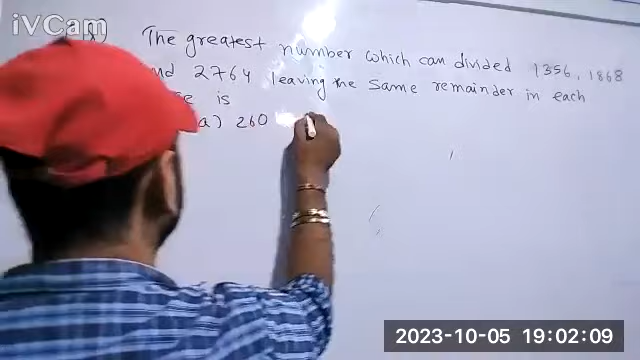 iVCam
The greatest number which can divided 1356, 1868
2764 leaving the same remainder in each
is
a) 260
2023-10-05 19:02:09